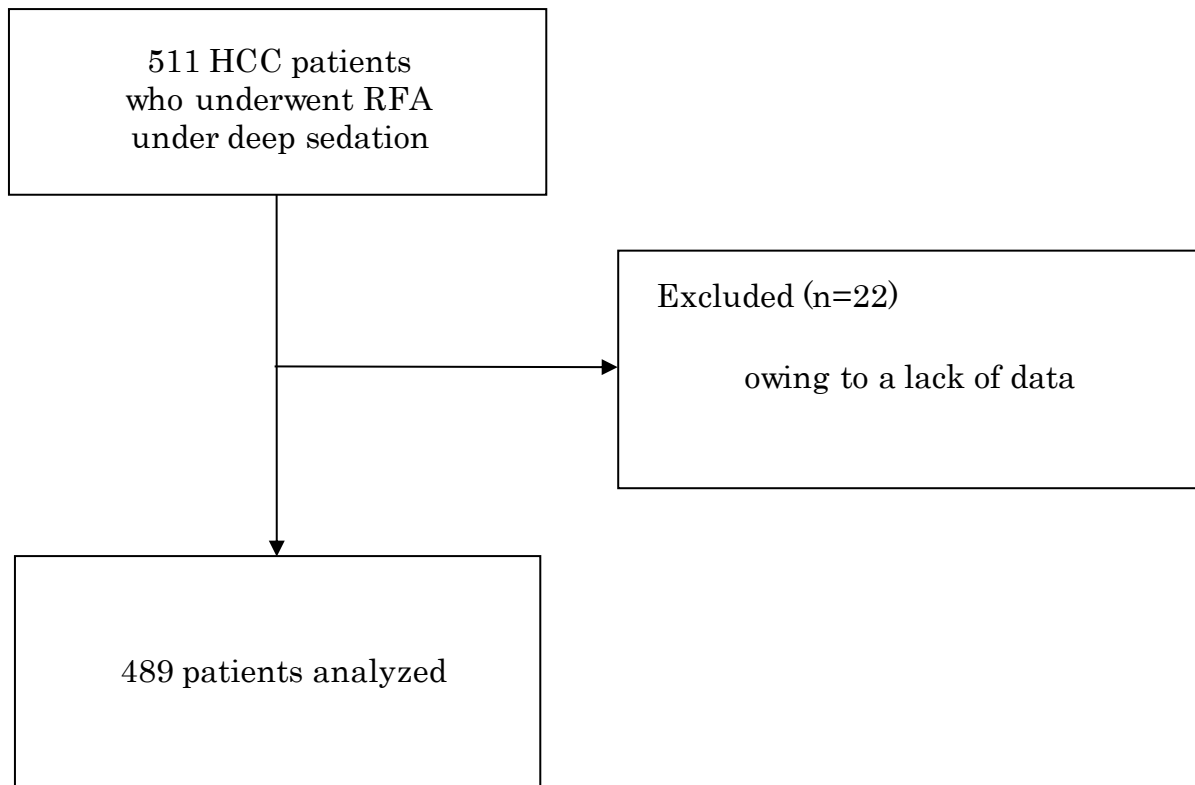 511 HCC patients
who underwent RFA
under deep sedation
Excluded (n=22)
owing to a lack of data
489 patients analyzed